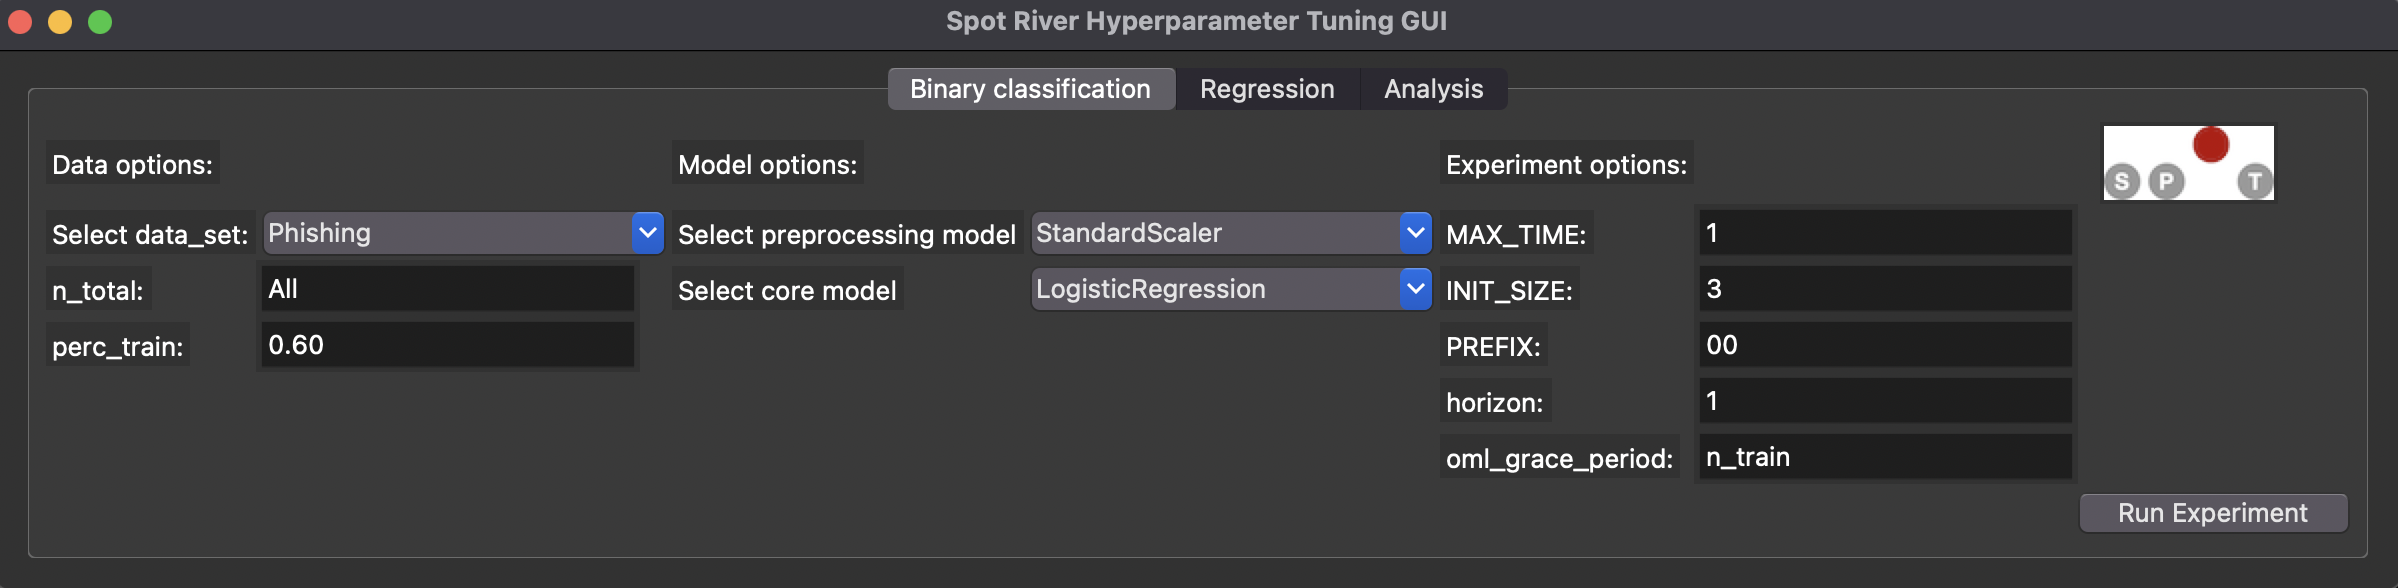 Spot River Hyperparameter Tuning GUI
Binary classification Regression Analysis
Data options: Model options: Experiment options:
S P T
Select data_set: Phishing Select preprocessing model StandardScaler MAX_TIME: 1
n_total: All Select core model LogisticRegression INIT_SIZE: 3
perc_train: 0.60 PREFIX: 00
horizon: 1
oml_grace_period: n_train
Run Experiment